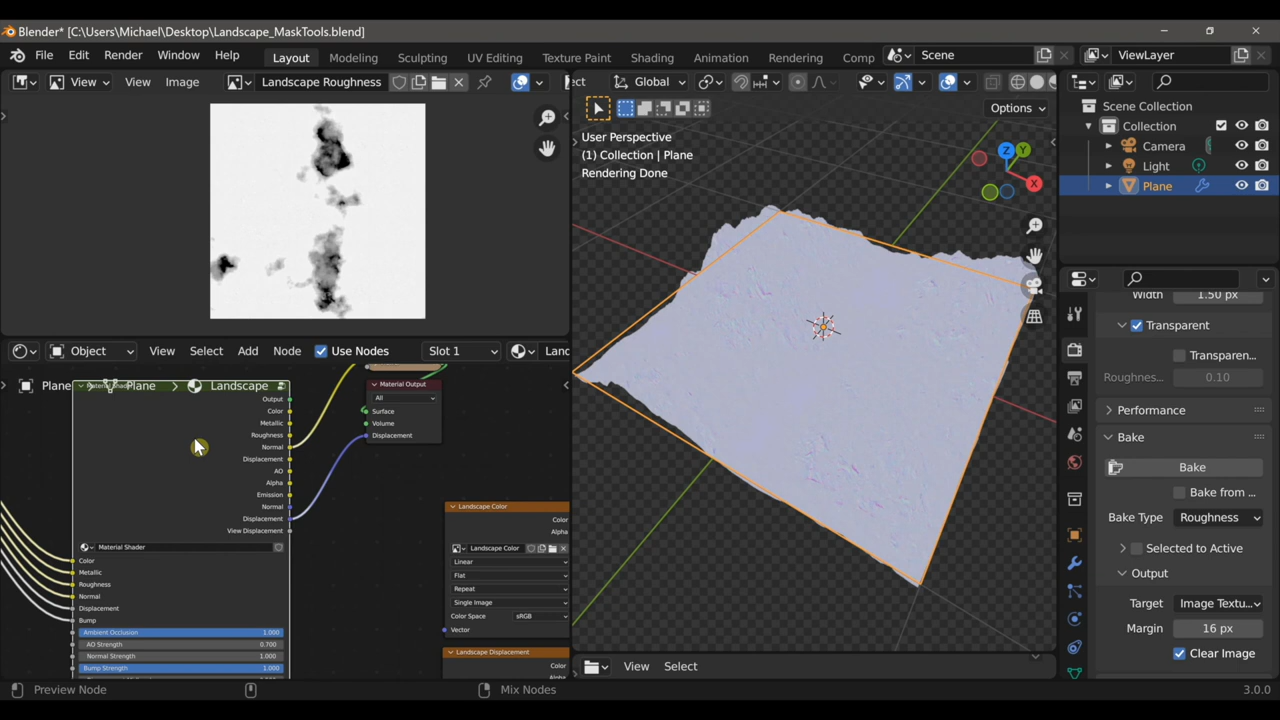 Blender* [C:\Users\Michael\Desktop\Landscape_MaskTools.blend]
File Edit Render Window Help Layout Modeling Sculpting UV Editing Texture Paint Shading Animation Rendering Comp Scene ViewLayer
View View Image Landscape Roughness
ect Global
Options
User Perspective
(1) Collection | Plane
Rendering Done
Z
Y
X
Scene Collection
Collection
Camera
Light
Plane
Width 1.50 px
Transparent
Transparen...
Roughnes... 0.10
Performance
Bake
Bake
Bake from ...
Bake Type Roughness
Selected to Active
Output
Target Image Textu...
Margin 16 px
Clear Image
Object View Select Add Node Use Nodes Slot 1 Land
Plane Plane Landscape
Output
Color
Metallic
Roughness
Normal
Displacement
AO
Alpha
Emission
Normal
Displacement
View Displacement
Material Shader
Color
Metallic
Roughness
Normal
Displacement
Bump
Ambient Occlusion 1.000
AO Strength 0.700
Normal Strength 1.000
Bump Strength 1.000
Material Output
All
Surface
Volume
Displacement
Landscape Color
Color
Alpha
Landscape Color
Linear
Flat
Repeat
Single Image
Color Space sRGB
Vector
Landscape Displacement
Color
View Select
Preview Node Mix Nodes 3.0.0